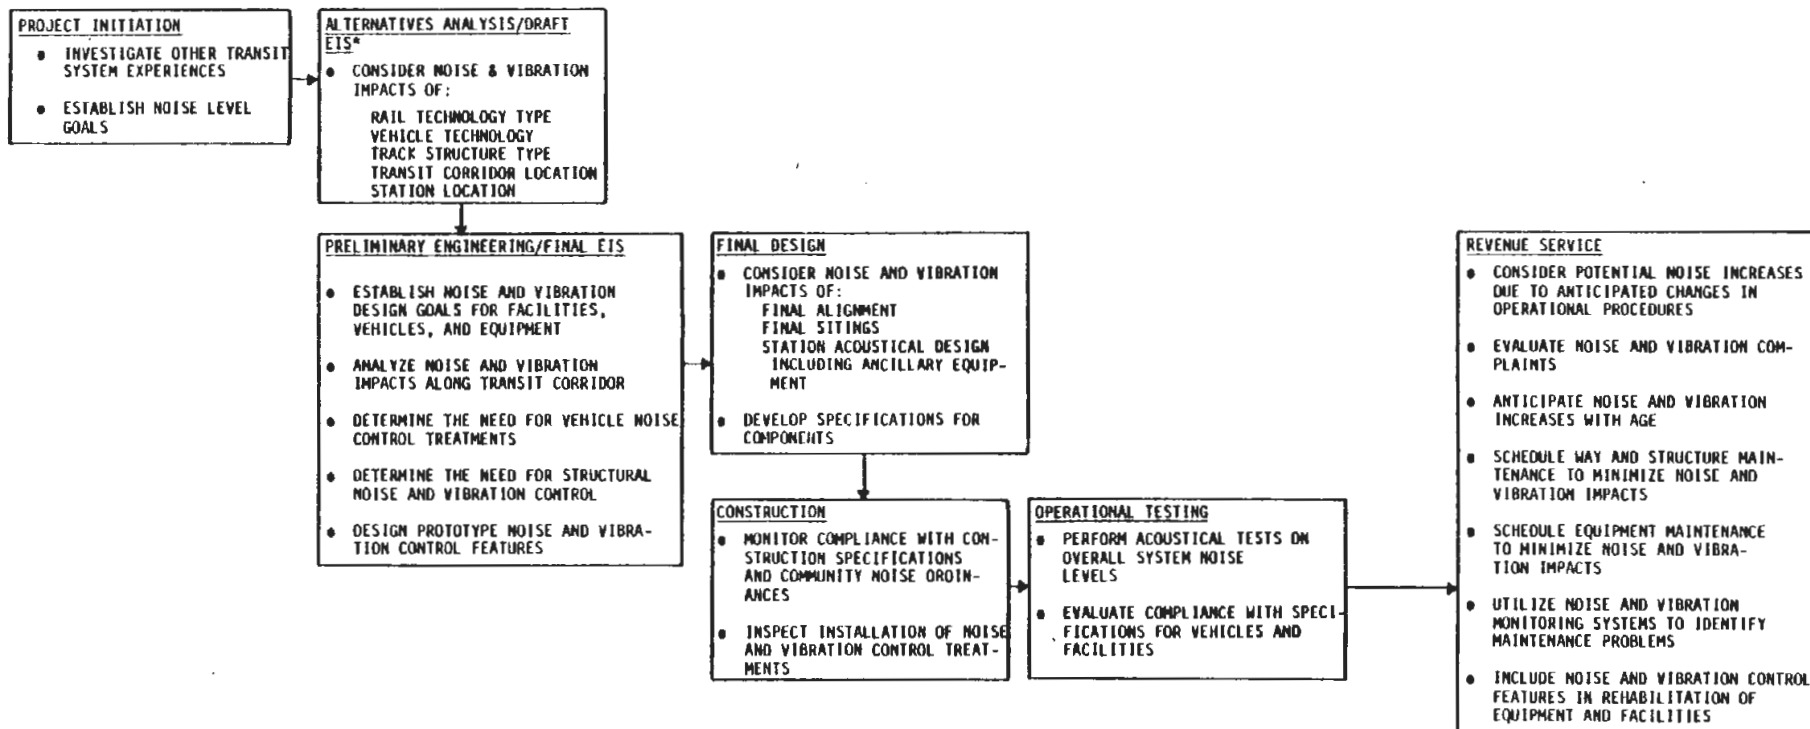 PROJECT INITIATION
• INVESTIGATE OTHER TRANSIT
SYSTEM EXPERIENCES
• ESTABLISH NOISE LEVEL
GOALS
ALTERNATIVES ANALYSIS/DRAFT
EIS*
• CONSIDER NOISE & VIBRATION
IMPACTS OF:
RAIL TECHNOLOGY TYPE
VEHICLE TECHNOLOGY
TRACK STRUCTURE TYPE
TRANSIT CORRIDOR LOCATION
STATION LOCATION
PRELIMINARY ENGINEERING/FINAL EIS
• ESTABLISH NOISE AND VIBRATION
DESIGN GOALS FOR FACILITIES,
VEHICLES, AND EQUIPMENT
• ANALYZE NOISE AND VIBRATION
IMPACTS ALONG TRANSIT CORRIDOR
• DETERMINE THE NEED FOR VEHICLE NOISE
CONTROL TREATMENTS
• DETERMINE THE NEED FOR STRUCTURAL
NOISE AND VIBRATION CONTROL
• DESIGN PROTOTYPE NOISE AND VIBRA-
TION CONTROL FEATURES
FINAL DESIGN
• CONSIDER NOISE AND VIBRATION
IMPACTS OF:
FINAL ALIGNMENT
FINAL SITINGS
STATION ACOUSTICAL DESIGN
INCLUDING ANCILLARY EQUIP-
MENT
• DEVELOP SPECIFICATIONS FOR
COMPONENTS
CONSTRUCTION
• MONITOR COMPLIANCE WITH CON-
STRUCTION SPECIFICATIONS
AND COMMUNITY NOISE ORDIN-
ANCES
• INSPECT INSTALLATION OF NOISE
AND VIBRATION CONTROL TREAT-
MENTS
OPERATIONAL TESTING
• PERFORM ACOUSTICAL TESTS ON
OVERALL SYSTEM NOISE
LEVELS
• EVALUATE COMPLIANCE WITH SPECI-
FICATIONS FOR VEHICLES AND
FACILITIES
REVENUE SERVICE
• CONSIDER POTENTIAL NOISE INCREASES
DUE TO ANTICIPATED CHANGES IN
OPERATIONAL PROCEDURES
• EVALUATE NOISE AND VIBRATION COM-
PLAINTS
• ANTICIPATE NOISE AND VIBRATION
INCREASES WITH AGE
• SCHEDULE WAY AND STRUCTURE MAIN-
TENANCE TO MINIMIZE NOISE AND
VIBRATION IMPACTS
• SCHEDULE EQUIPMENT MAINTENANCE
TO MINIMIZE NOISE AND VIBRA-
TION IMPACTS
• UTILIZE NOISE AND VIBRATION
MONITORING SYSTEMS TO IDENTIFY
MAINTENANCE PROBLEMS
• INCLUDE NOISE AND VIBRATION CONTROL
FEATURES IN REHABILITATION OF
EQUIPMENT AND FACILITIES